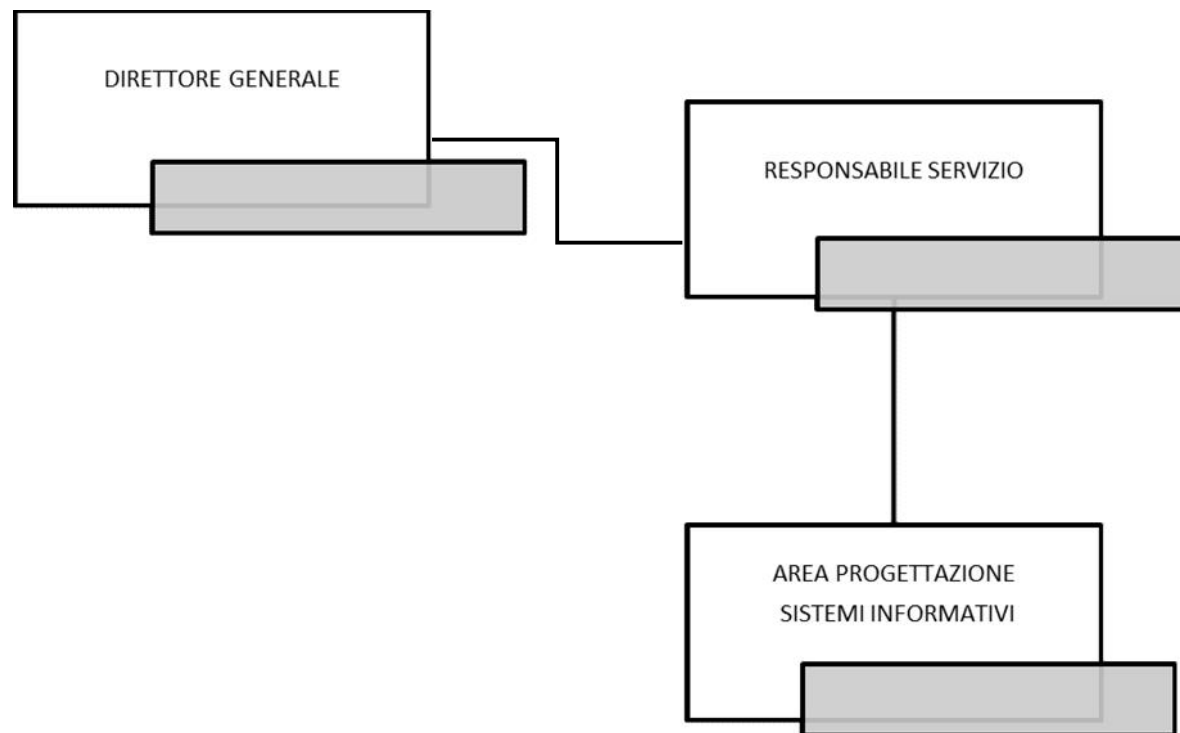 DIRETTORE GENERALE
RESPONSABILE SERVIZIO
AREA PROGETTAZIONE
SISTEMI INFORMATIVI